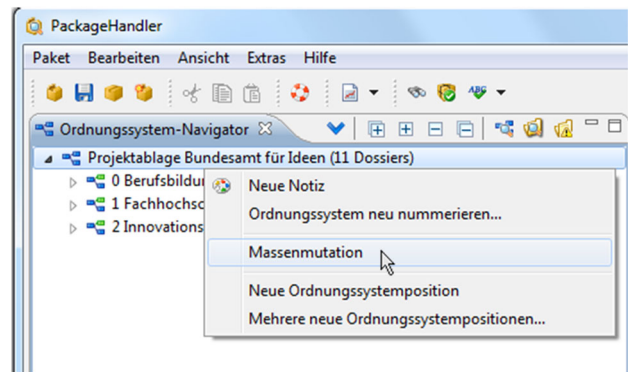 PackageHandler
Paket Bearbeiten Ansicht Extras Hilfe
ABC
Ordnungssystem-Navigator
Projektablage Bundesamt für Ideen (11 Dossiers)
0 Berufsbildu
Neue Notiz
1 Fachhochsc
Ordnungssystem neu nummerieren...
2 Innovations
Massenmutation
Neue Ordnungssystemposition
Mehrere neue Ordnungssystempositionen...